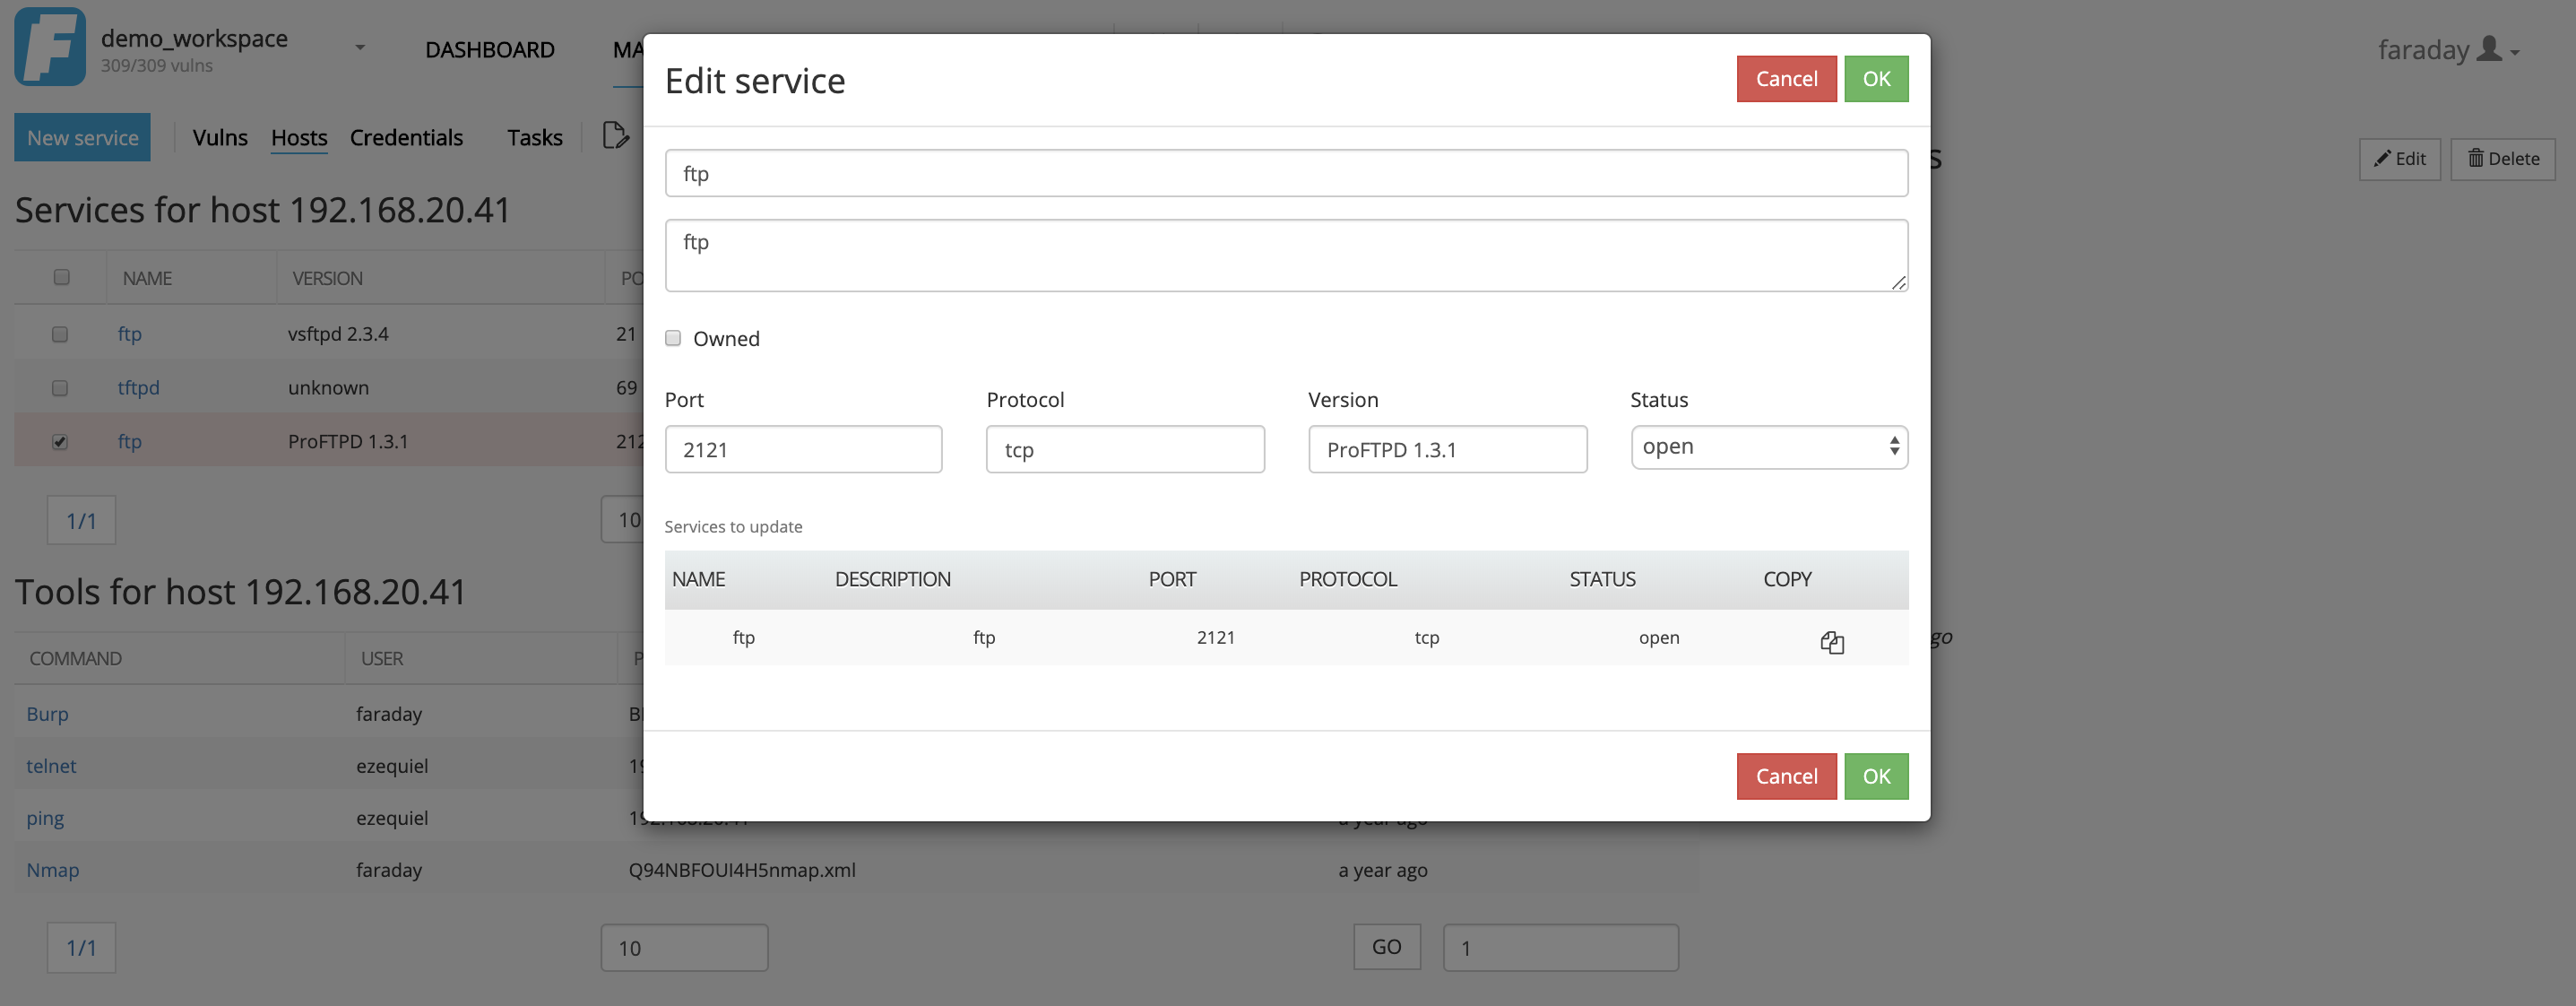 demo_workspace
309/309 vulns
DASHBOARD
faraday
New service
Vulns
Hosts
Credentials
Tasks
Edit
Delete
Services for host 192.168.20.41
NAME VERSION
ftp vsftpd 2.3.4 21
tftpd unknown 69
ftp ProFTPD 1.3.1 212
1/1
10
Tools for host 192.168.20.41
COMMAND USER
Burp faraday
telnet ezequiel
ping ezequiel 192.168.20.41 a year ago
Nmap faraday Q94NBFOUI4H5nmap.xml a year ago
1/1
10
GO
1
Edit service
Cancel
OK
ftp
ftp
Owned
Port Protocol Version Status
2121 tcp ProFTPD 1.3.1 open
Services to update
NAME DESCRIPTION PORT PROTOCOL STATUS COPY
ftp ftp 2121 tcp open
Cancel
OK